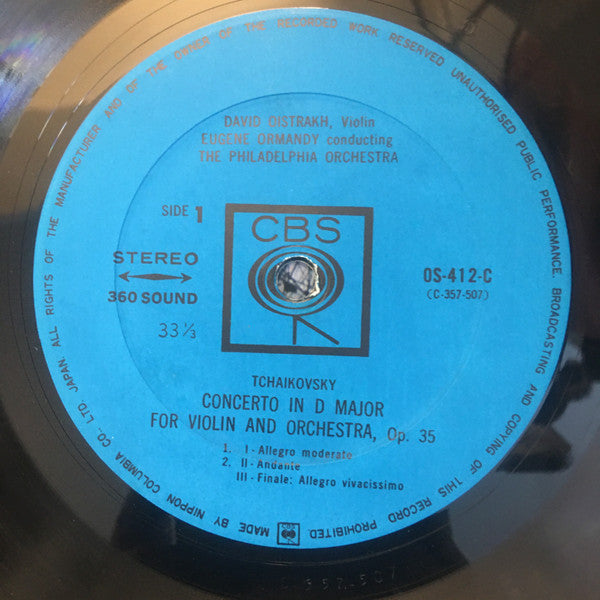 MADE BY NIPPON COLUMBIA CO. LTD JAPAN. ALL RIGHTS OF THE MANUFACTURER AND OF THE OWNER OF THE RECORDED WORK RESERVED UNAUTHORISED PUBLIC PERFORMANCE, BROADCASTING AND COPYING OF THIS RECORD PROHIBITED
DAVID OISTRAKH, Violin
EUGENE ORMANDY conducting
THE PHILADELPHIA ORCHESTRA
SIDE 1
CBS
STEREO
360 SOUND
33 1/3
OS-412-C
(C-357-507)
TCHAIKOVSKY
CONCERTO IN D MAJOR
FOR VIOLIN AND ORCHESTRA, Op. 35
1. I-Allegro moderato
2. II-Andante
III-Finale: Allegro vivacissimo
CBS